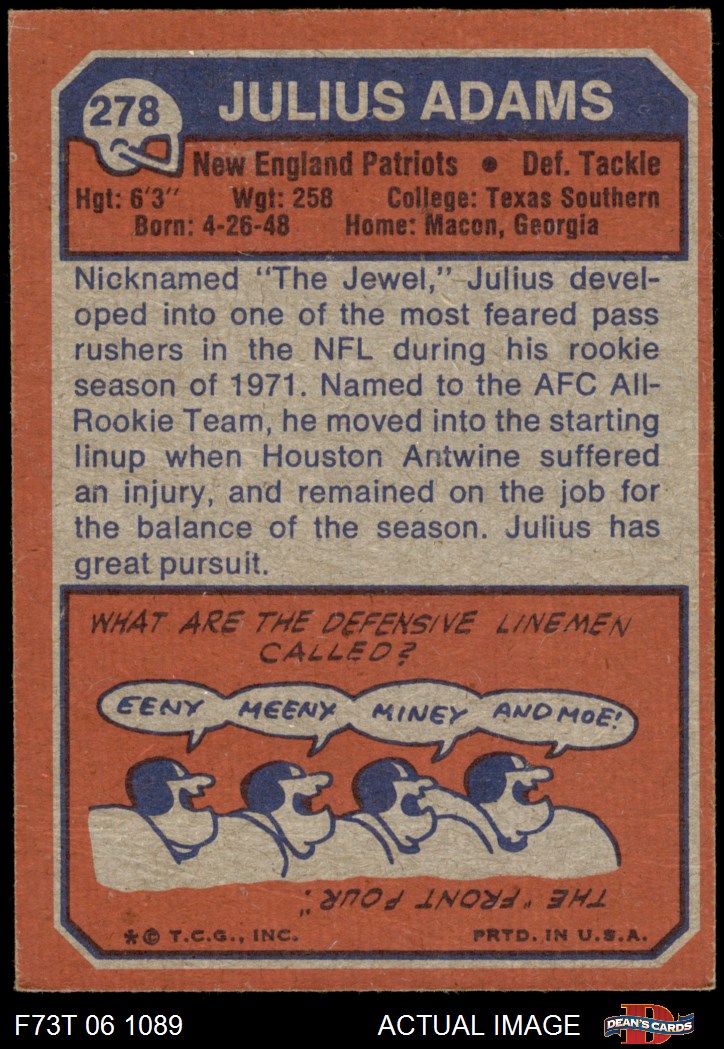 278
JULIUS ADAMS
New England Patriots • Def. Tackle
Hgt: 6'3" Wgt: 258 College: Texas Southern
Born: 4-26-48 Home: Macon, Georgia
Nicknamed "The Jewel," Julius devel-
oped into one of the most feared pass
rushers in the NFL during his rookie
season of 1971. Named to the AFC All-
Rookie Team, he moved into the starting
linup when Houston Antwine suffered
an injury, and remained on the job for
the balance of the season. Julius has
great pursuit.
WHAT ARE THE DEFENSIVE LINEMEN
CALLED?
EENY MEENY MINEY AND MOE!
THE "FRONT FOUR".
*© T.C.G., INC. PRTD. IN U.S.A.
F73T 06 1089 ACTUAL IMAGE D DEAN'S CARDS